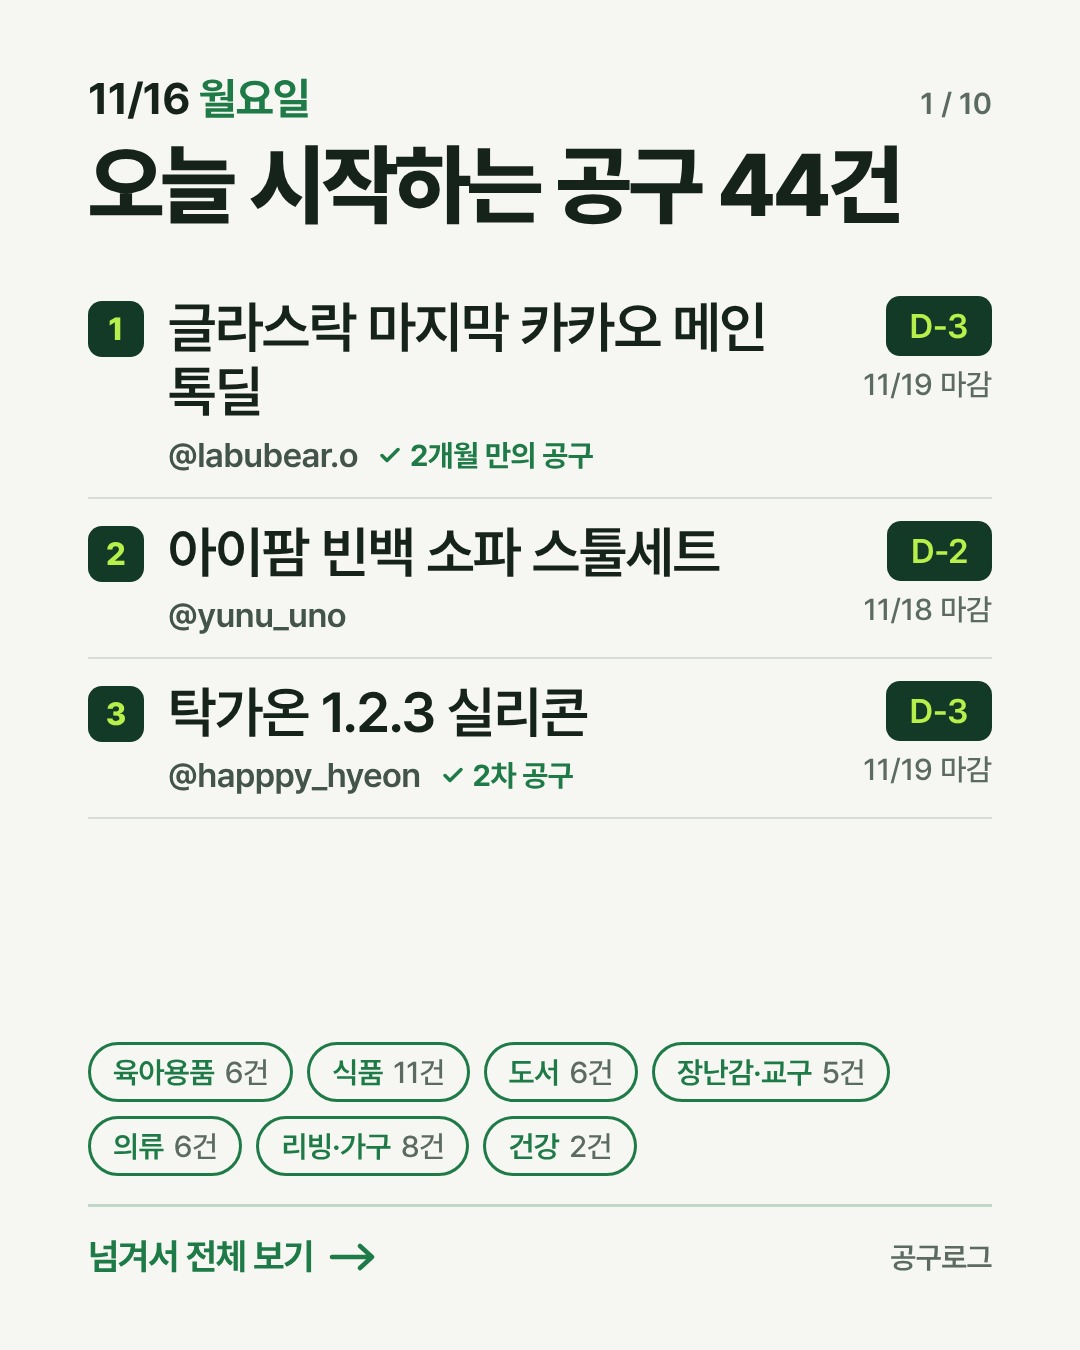 11/16 월요일
1 / 10
오늘 시작하는 공구 44건
1
글라스락 마지막 카카오 메인
톡딜
D-3
11/19 마감
@labubear.o ✓ 2개월 만의 공구
2
아이팜 빈백 소파 스툴세트
D-2
@yunu_uno
11/18 마감
3
탁가온 1.2.3 실리콘
D-3
@happpy_hyeon ✓ 2차 공구
11/19 마감
육아용품 6건
식품 11건
도서 6건
장난감·교구 5건
의류 6건
리빙·가구 8건
건강 2건
넘겨서 전체 보기 →
공구로그